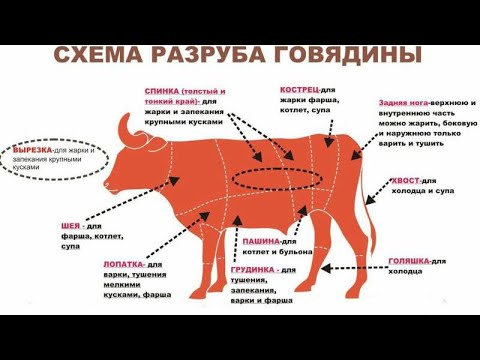 СХЕМА РАЗРУБА ГОВЯДИНЫ
СПИНКА (толстый и
тонкий край)- для
жарки и запекания
крупными кусками
КОСТРЕЦ-для
жарки фарша,
котлет, супа
Задняя нога-верхнюю и
внутреннюю часть
можно жарить, боковую
и наружнюю только
варить и тушить
ВЫРЕЗКА-для жарки и
запекания крупными
кусками
ХВОСТ-для
холодца и супа
ШЕЯ - для
фарша, котлет,
супа
ПАШИНА-для
котлет и бульона
ЛОПАТКА- для
варки, тушения
мелкими
кусками, фарша
ГРУДИНКА - для
тушения,
запекания,
варки и фарша
ГОЛЯШКА-для
холодца